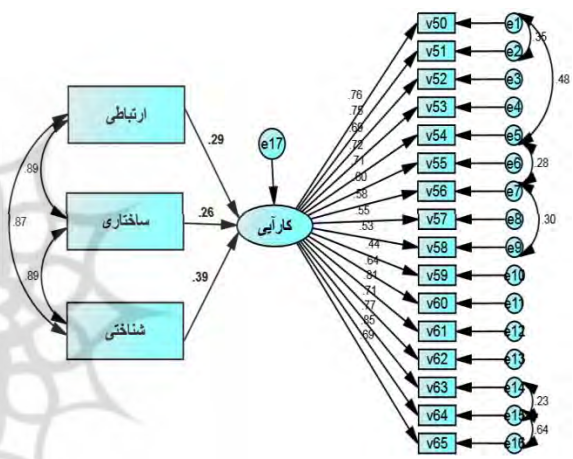 ارتباطی
ساختاری
شناختی
.89
.87
.89
.29
.26
.39
e17
کارآیی
.76
.75
.69
.72
.71
.60
.58
.55
.53
.44
.64
.81
.71
.77
.85
.69
v50
v51
v52
v53
v54
v55
v56
v57
v58
v59
v60
v61
v62
v63
v64
v65
e1
e2
e3
e4
e5
e6
e7
e8
e9
e10
e11
e12
e13
e14
e15
e16
.35
.48
.28
.30
.23
.64